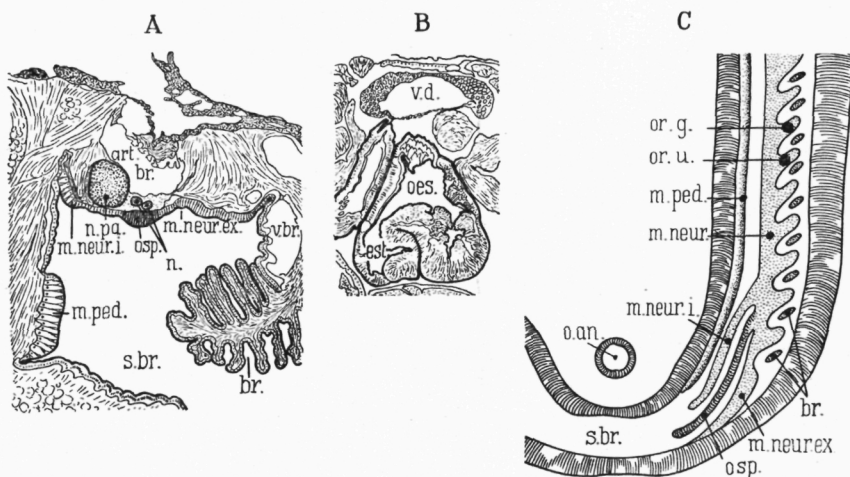 A
art.
br.
n.pa.
m.neur.i.
osp.
n.
m.neur.ex.
v.br.
m.ped.
s.br.
br.
B
v.d.
oes.
est.
C
or.g.
or.u.
m.ped.
m.neur.
m.neur.i.
o.an.
s.br.
osp.
m.neur.ex.
br.